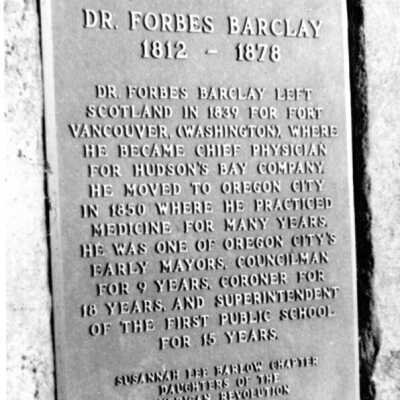 DR. FORBES BARCLAY
1812 - 1878
DR. FORBES BARCLAY LEFT
SCOTLAND IN 1839 FOR FORT
VANCOUVER, (WASHINGTON), WHERE
HE BECAME CHIEF PHYSICIAN
FOR HUDSON'S BAY COMPANY.
HE MOVED TO OREGON CITY
IN 1850 WHERE HE PRACTICED
MEDICINE FOR MANY YEARS.
HE WAS ONE OF OREGON CITY'S
EARLY MAYORS, COUNCILMAN
FOR 9 YEARS, CORONER FOR
18 YEARS, AND SUPERINTENDENT
OF THE FIRST PUBLIC SCHOOL
FOR 15 YEARS.
SUSANNAH LEE BARLOW CHAPTER
DAUGHTERS OF THE
REVOLUTION